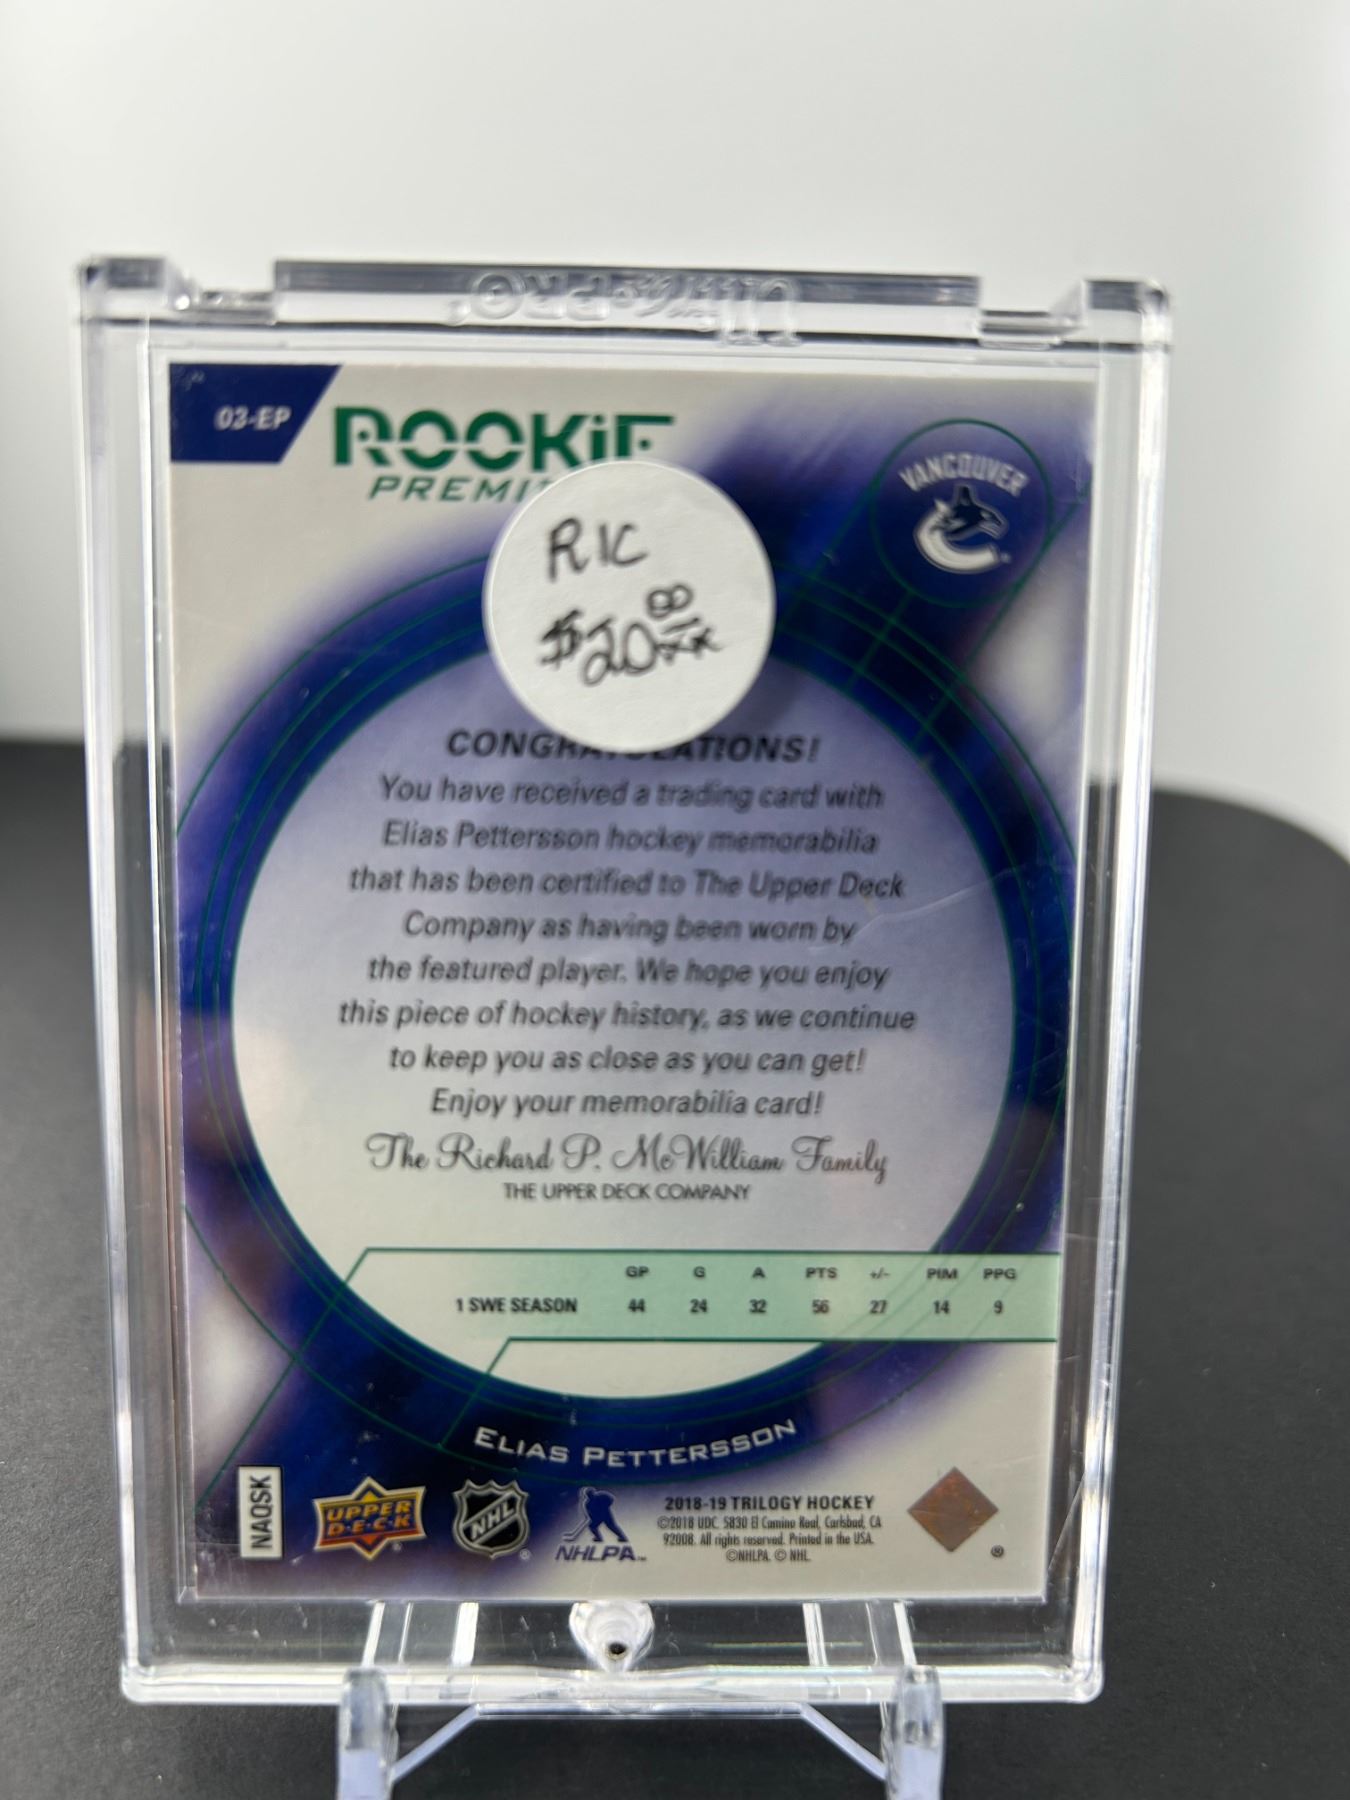 Ultra PRO
03-EP
ROOKIE
VANCOUVER
RIC
$20.00
CONGRATULATIONS!
You have received a trading card with
Elias Pettersson hockey memorabilia
that has been certified to The Upper Deck
Company as having been worn by
the featured player. We hope you enjoy
this piece of hockey history, as we continue
to keep you as close as you can get!
Enjoy your memorabilia card!
The Richard P. McWilliam Family
THE UPPER DECK COMPANY
GP G A PTS +/- PIM PPG
1 SWE SEASON 44 24 32 56 27 14 9
ELIAS PETTERSSON
NAOSK
UPPER DECK
NHL
NHLPA
2018-19 TRILOGY HOCKEY
©2018 UDC. 5830 El Camino Real, Carlsbad, CA
92008. All rights reserved. Printed in the USA.
©NHLPA. © NHL.